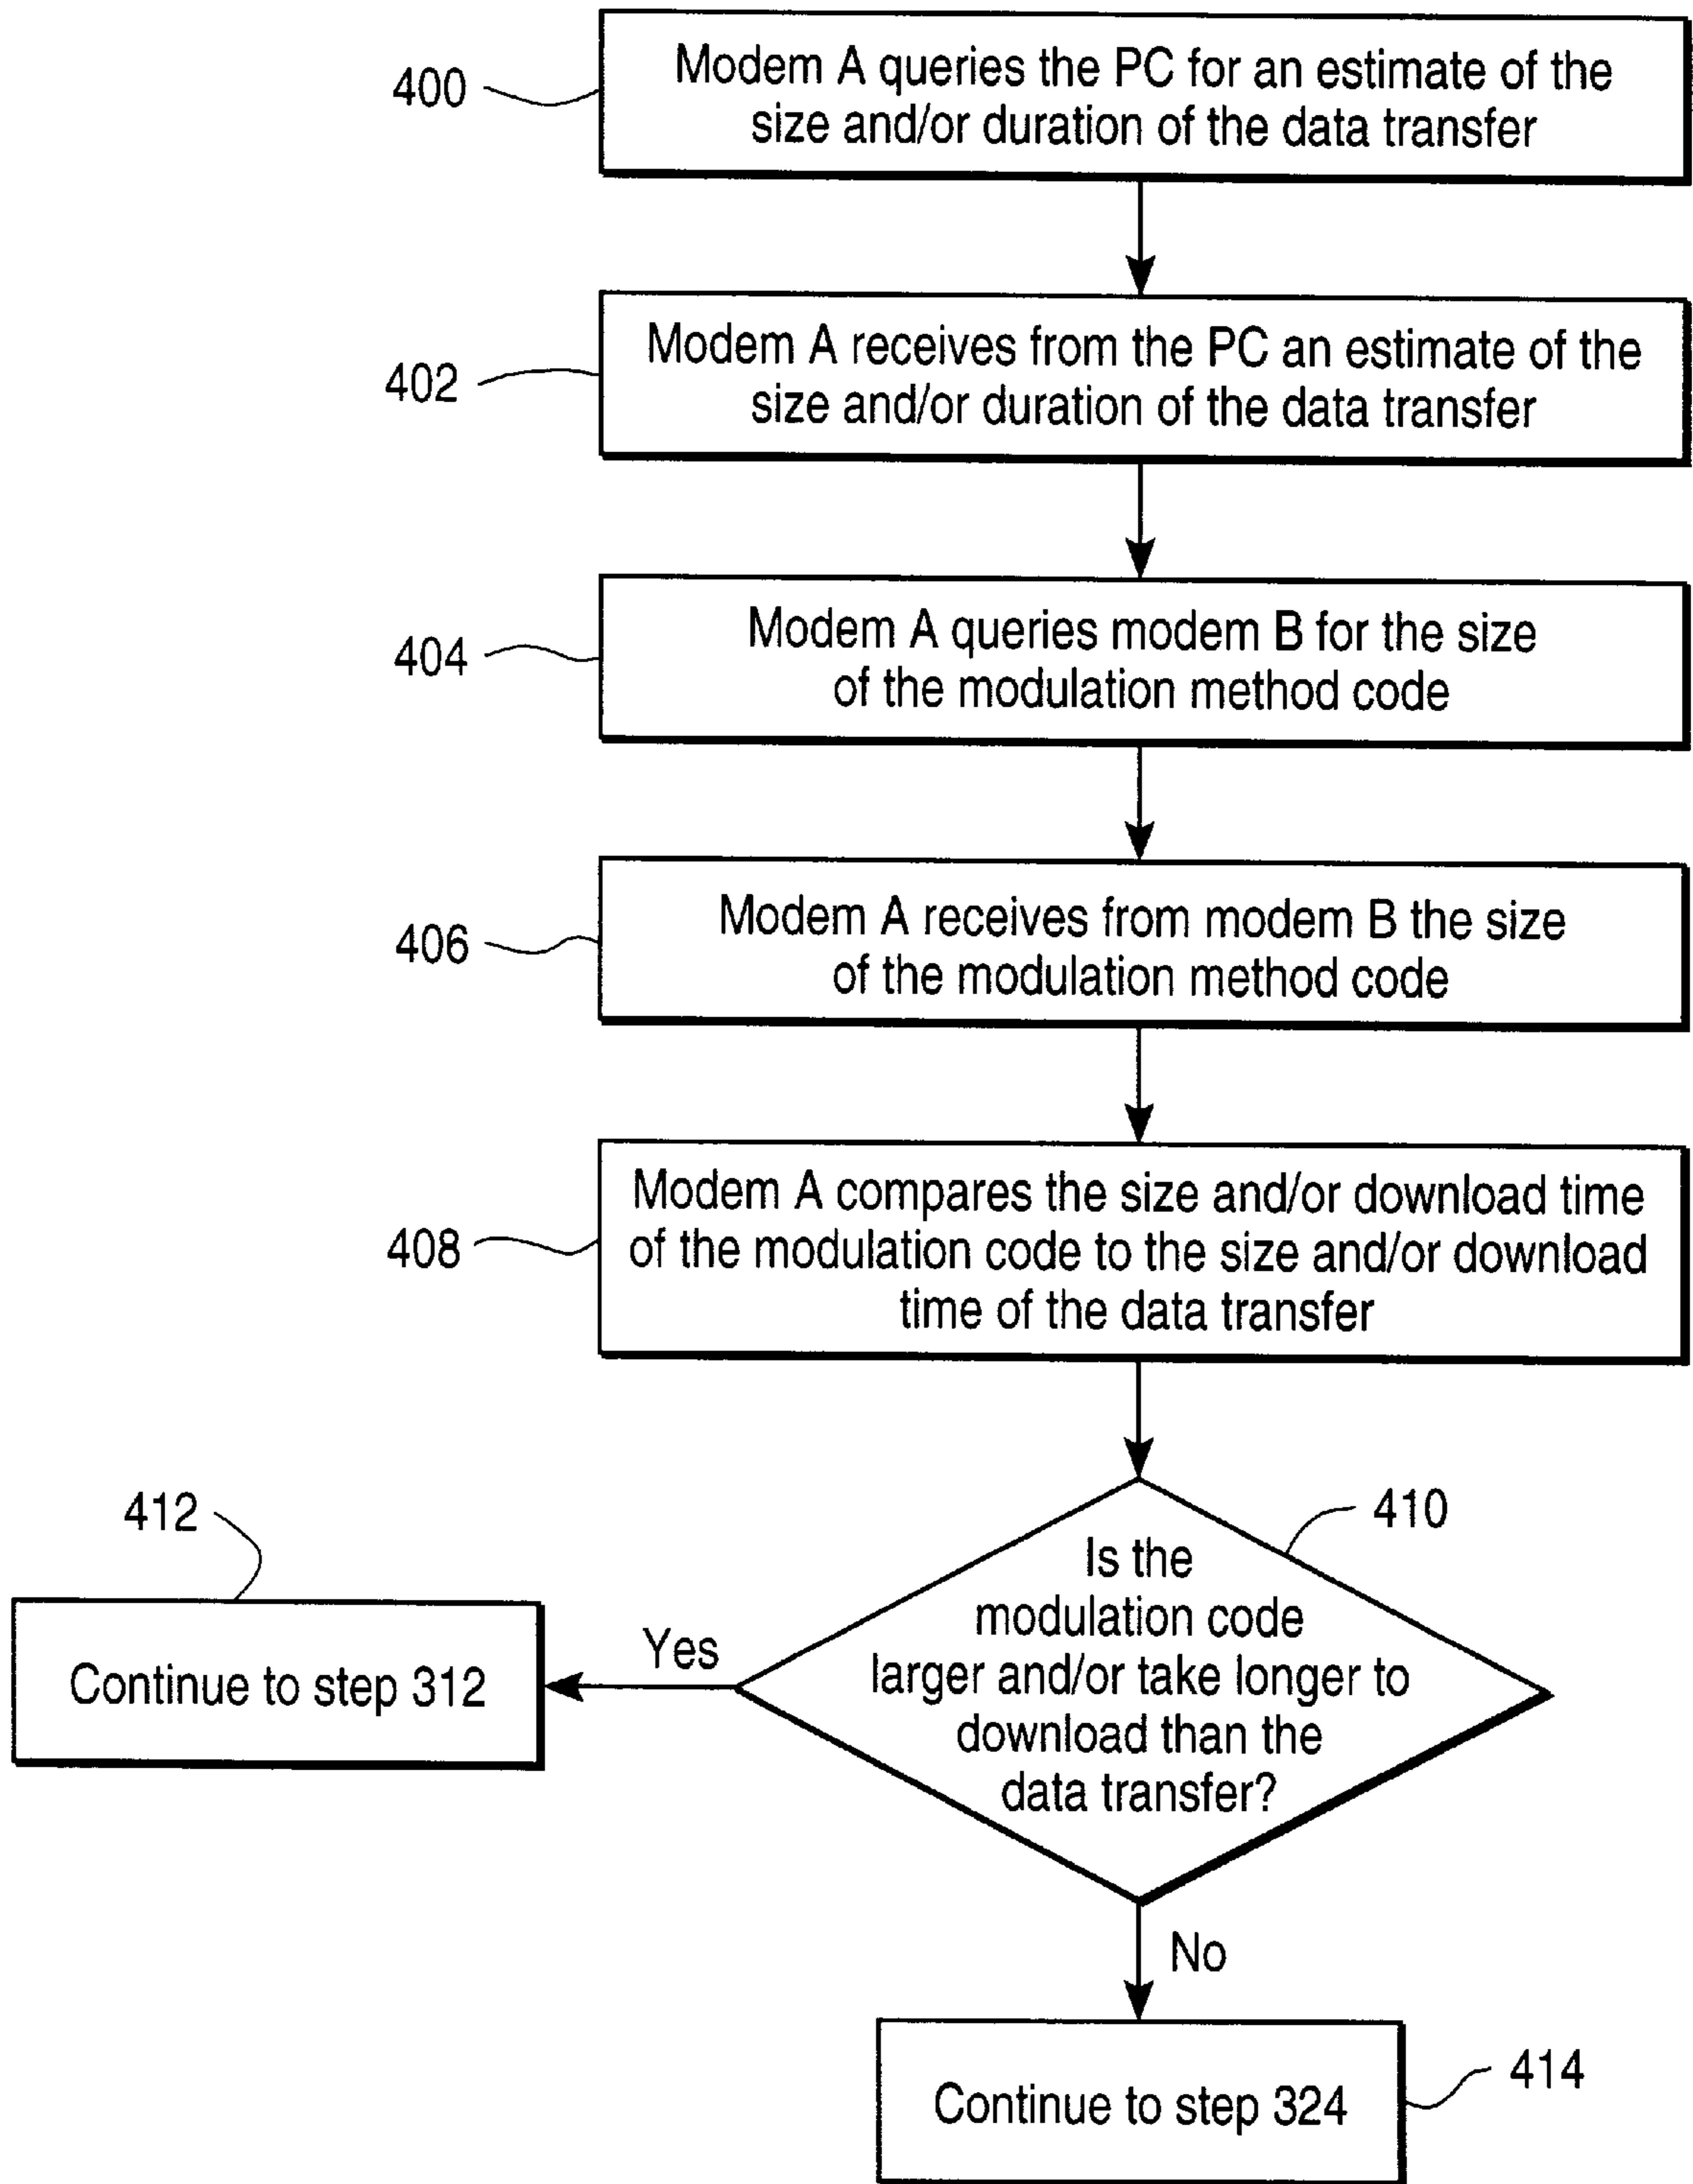 400
Modem A queries the PC for an estimate of the
size and/or duration of the data transfer
402
Modem A receives from the PC an estimate of the
size and/or duration of the data transfer
404
Modem A queries modem B for the size
of the modulation method code
406
Modem A receives from modem B the size
of the modulation method code
408
Modem A compares the size and/or download time
of the modulation code to the size and/or download
time of the data transfer
410
Is the
modulation code
larger and/or take longer to
download than the
data transfer?
Yes
412
Continue to step 312
No
414
Continue to step 324